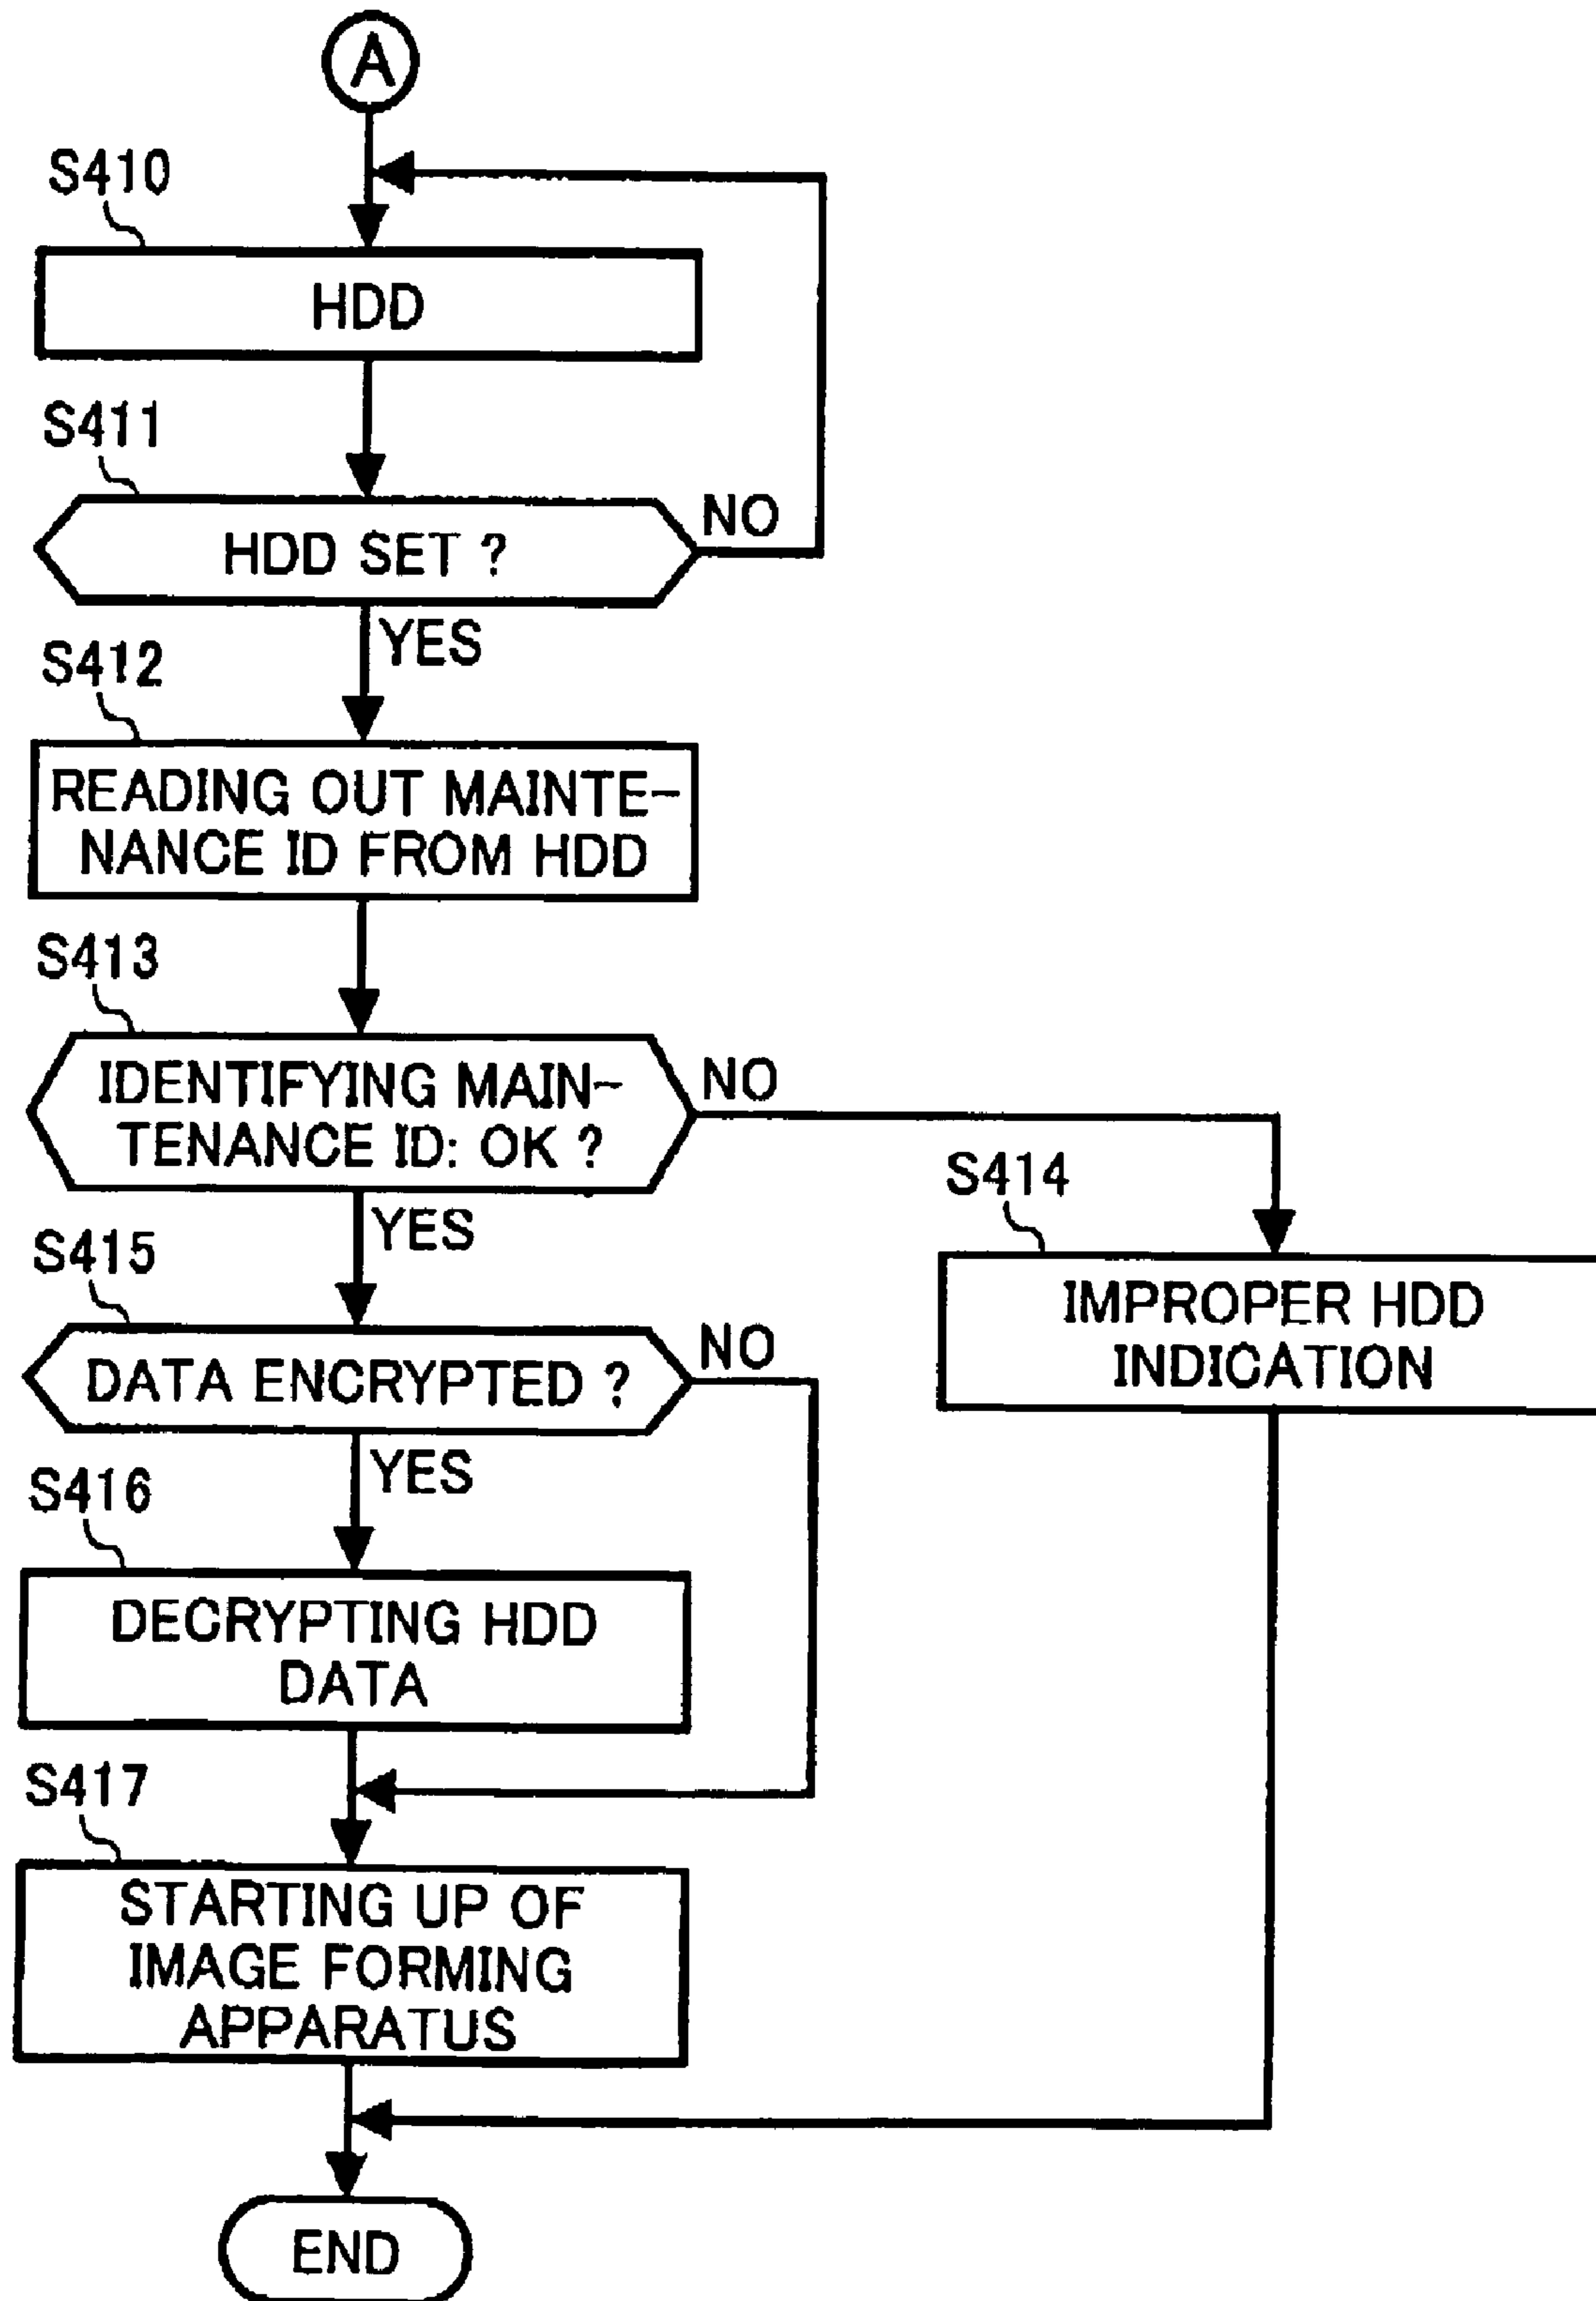 A
S410
HDD
S411
HDD SET ?
NO
YES
S412
READING OUT MAINTE-
NANCE ID FROM HDD
S413
IDENTIFYING MAIN-
TENANCE ID: OK ?
NO
YES
S414
IMPROPER HDD
INDICATION
S415
DATA ENCRYPTED ?
NO
YES
S416
DECRYPTING HDD
DATA
S417
STARTING UP OF
IMAGE FORMING
APPARATUS
END